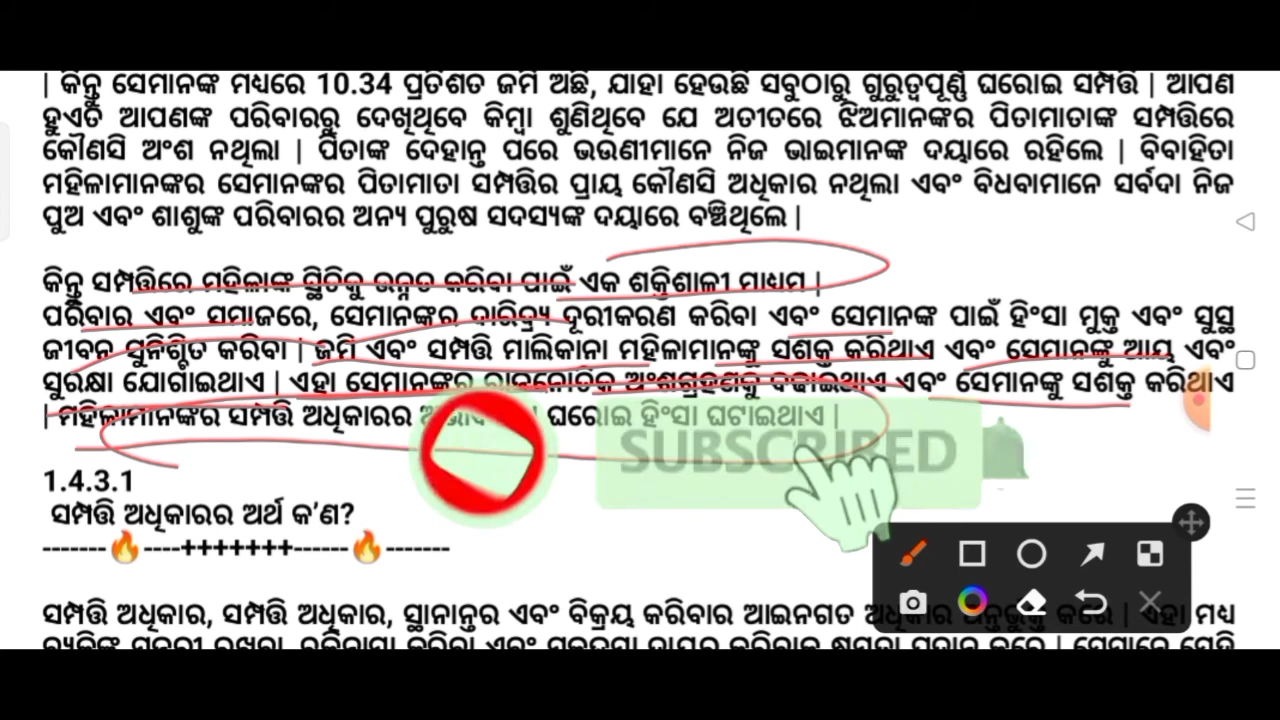 | କିନ୍ତୁ ସେମାନଙ୍କ ମଧ୍ୟରେ 10.34 ପ୍ରତିଶତ ଜମି ଅଛି, ଯାହା ହେଉଛି ସବୁଠାରୁ ଗୁରୁତ୍ୱପୂର୍ଣ୍ଣ ଘରୋଇ ସମ୍ପତ୍ତି | ଆପଣ
ହୁଏତ ଆପଣଙ୍କ ପରିବାରରୁ ଦେଖିଥିବେ କିମ୍ବା ଶୁଣିଥିବେ ଯେ ଅତୀତରେ ଝିଅମାନଙ୍କର ପିତାମାତାଙ୍କ ସମ୍ପତ୍ତିରେ
କୌଣସି ଅଂଶ ନଥିଲା | ପିତାଙ୍କ ଦେହାନ୍ତ ପରେ ଭଉଣୀମାନେ ନିଜ ଭାଇମାନଙ୍କ ଦୟାରେ ରହିଲେ | ବିବାହିତା
ମହିଳାମାନଙ୍କର ସେମାନଙ୍କର ପିତାମାତା ସମ୍ପତ୍ତିର ପ୍ରାୟ କୌଣସି ଅଧିକାର ନଥିଲା ଏବଂ ବିଧବାମାନେ ସର୍ବଦା ନିଜ
ପୁଅ ଏବଂ ଶାଶୁଙ୍କ ପରିବାରର ଅନ୍ୟ ପୁରୁଷ ସଦସ୍ୟଙ୍କ ଦୟାରେ ବଞ୍ଚିଥିଲେ |
କିନ୍ତୁ ସମ୍ପତ୍ତିରେ ମହିଳାଙ୍କ ସ୍ଥିତିକୁ ଉନ୍ନତ କରିବା ପାଇଁ ଏକ ଶକ୍ତିଶାଳୀ ମାଧ୍ୟମ |
ପରିବାର ଏବଂ ସମାଜରେ, ସେମାନଙ୍କର ଦାରିଦ୍ର୍ୟ ଦୂରୀକରଣ କରିବା ଏବଂ ସେମାନଙ୍କ ପାଇଁ ହିଂସା ମୁକ୍ତ ଏବଂ ସୁସ୍ଥ
ଜୀବନ ସୁନିଶ୍ଚିତ କରିବା | ଜମି ଏବଂ ସମ୍ପତ୍ତି ମାଲିକାନା ମହିଳାମାନଙ୍କୁ ସଶକ୍ତ କରିଥାଏ ଏବଂ ସେମାନଙ୍କୁ ଆୟ ଏବଂ
ସୁରକ୍ଷା ଯୋଗାଇଥାଏ | ଏହା ସେମାନଙ୍କର ରାଜନୈତିକ ଅଂଶଗ୍ରହଣକୁ ବଢାଇଥାଏ ଏବଂ ସେମାନଙ୍କୁ ସଶକ୍ତ କରିଥାଏ
| ମହିଳାମାନଙ୍କର ସମ୍ପତ୍ତି ଅଧିକାରର ଘରୋଇ ହିଂସା ଘଟାଇଥାଏ |
SUBSCRIBED
1.4.3.1
ସମ୍ପତ୍ତି ଅଧିକାରର ଅର୍ଥ କ'ଣ?
-------🔥----+++++++------🔥-------
ସମ୍ପତ୍ତି ଅଧିକାର, ସମ୍ପତ୍ତି ଅଧିକାର, ସ୍ଥାନାନ୍ତର ଏବଂ ବିକ୍ରୟ କରିବାର ଆଇନଗତ ଅଧିକାର ଅନ୍ତର୍ଭୁକ୍ତ କରେ | ଏହା ମଧ୍ୟ